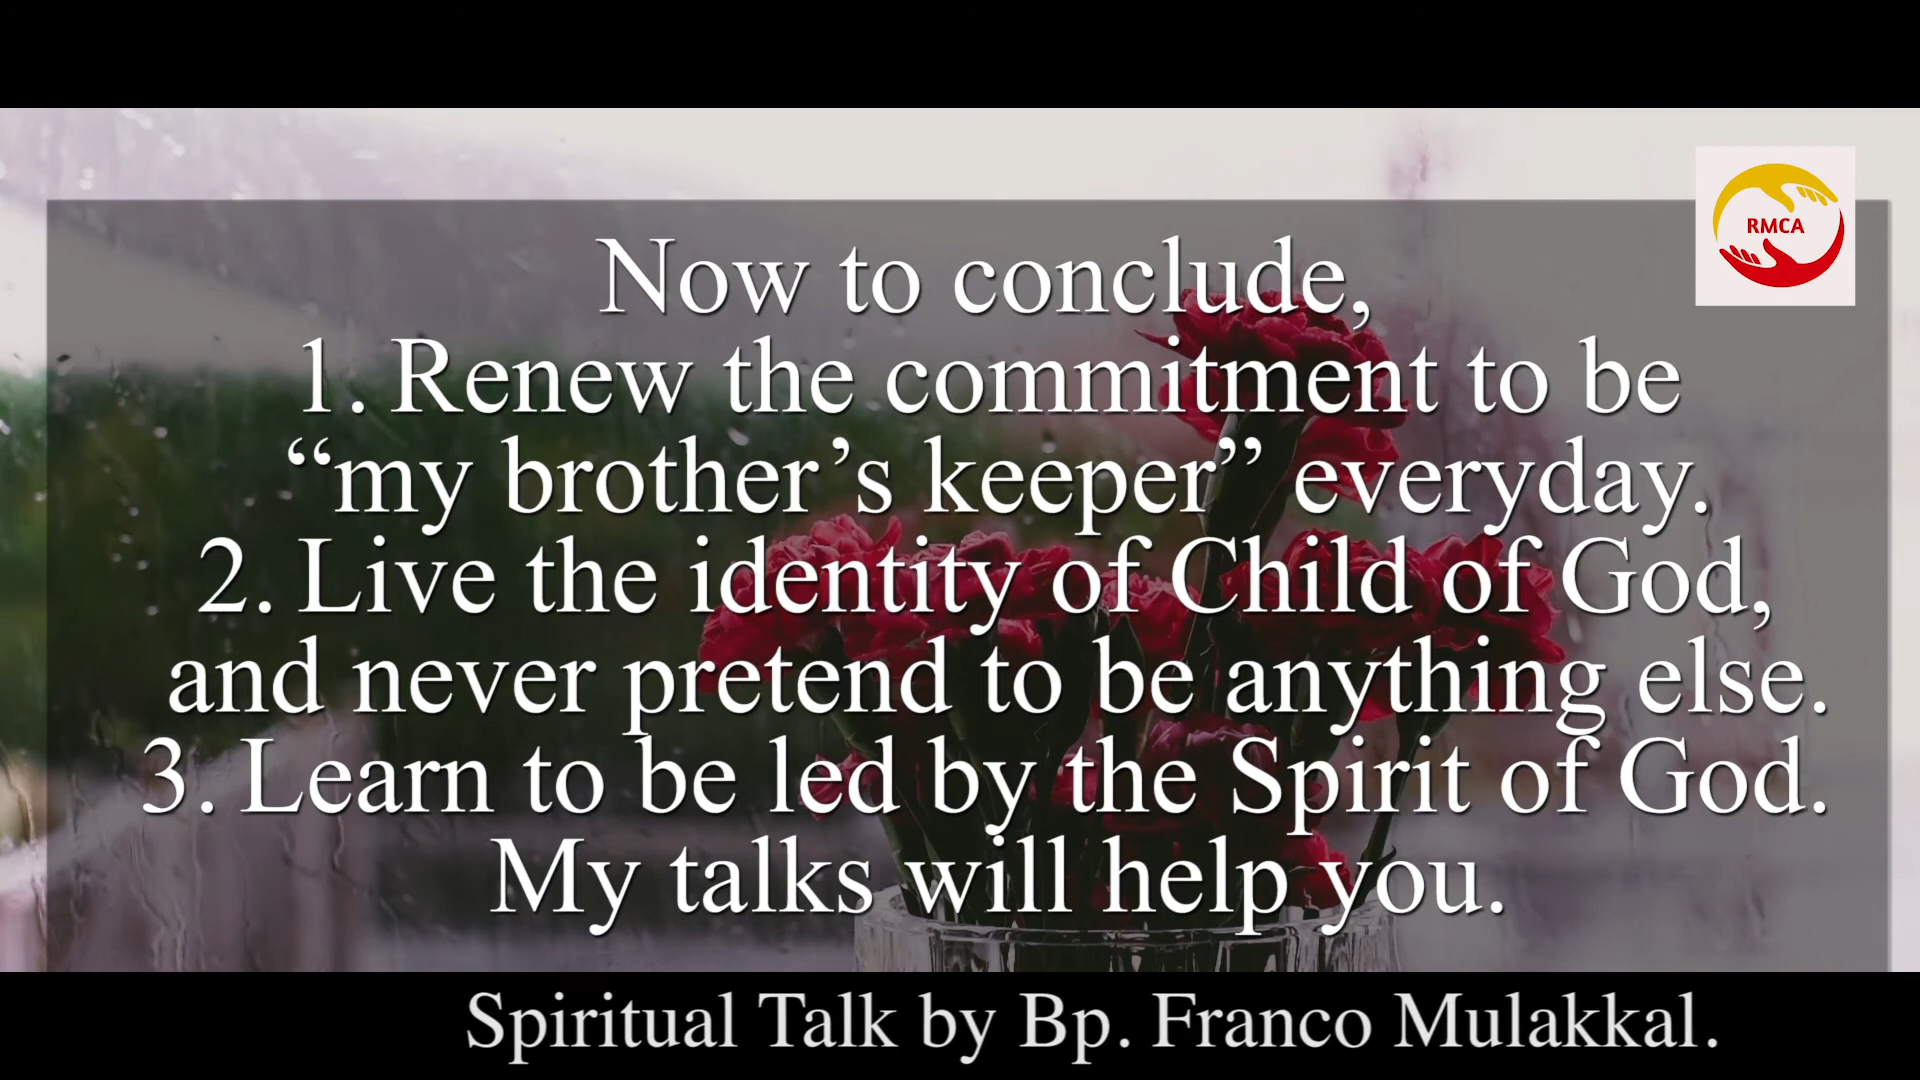 RMCA
Now to conclude,
1. Renew the commitment to be
“my brother’s keeper” everyday.
2. Live the identity of Child of God,
and never pretend to be anything else.
3. Learn to be led by the Spirit of God.
My talks will help you.
Spiritual Talk by Bp. Franco Mulakkal.